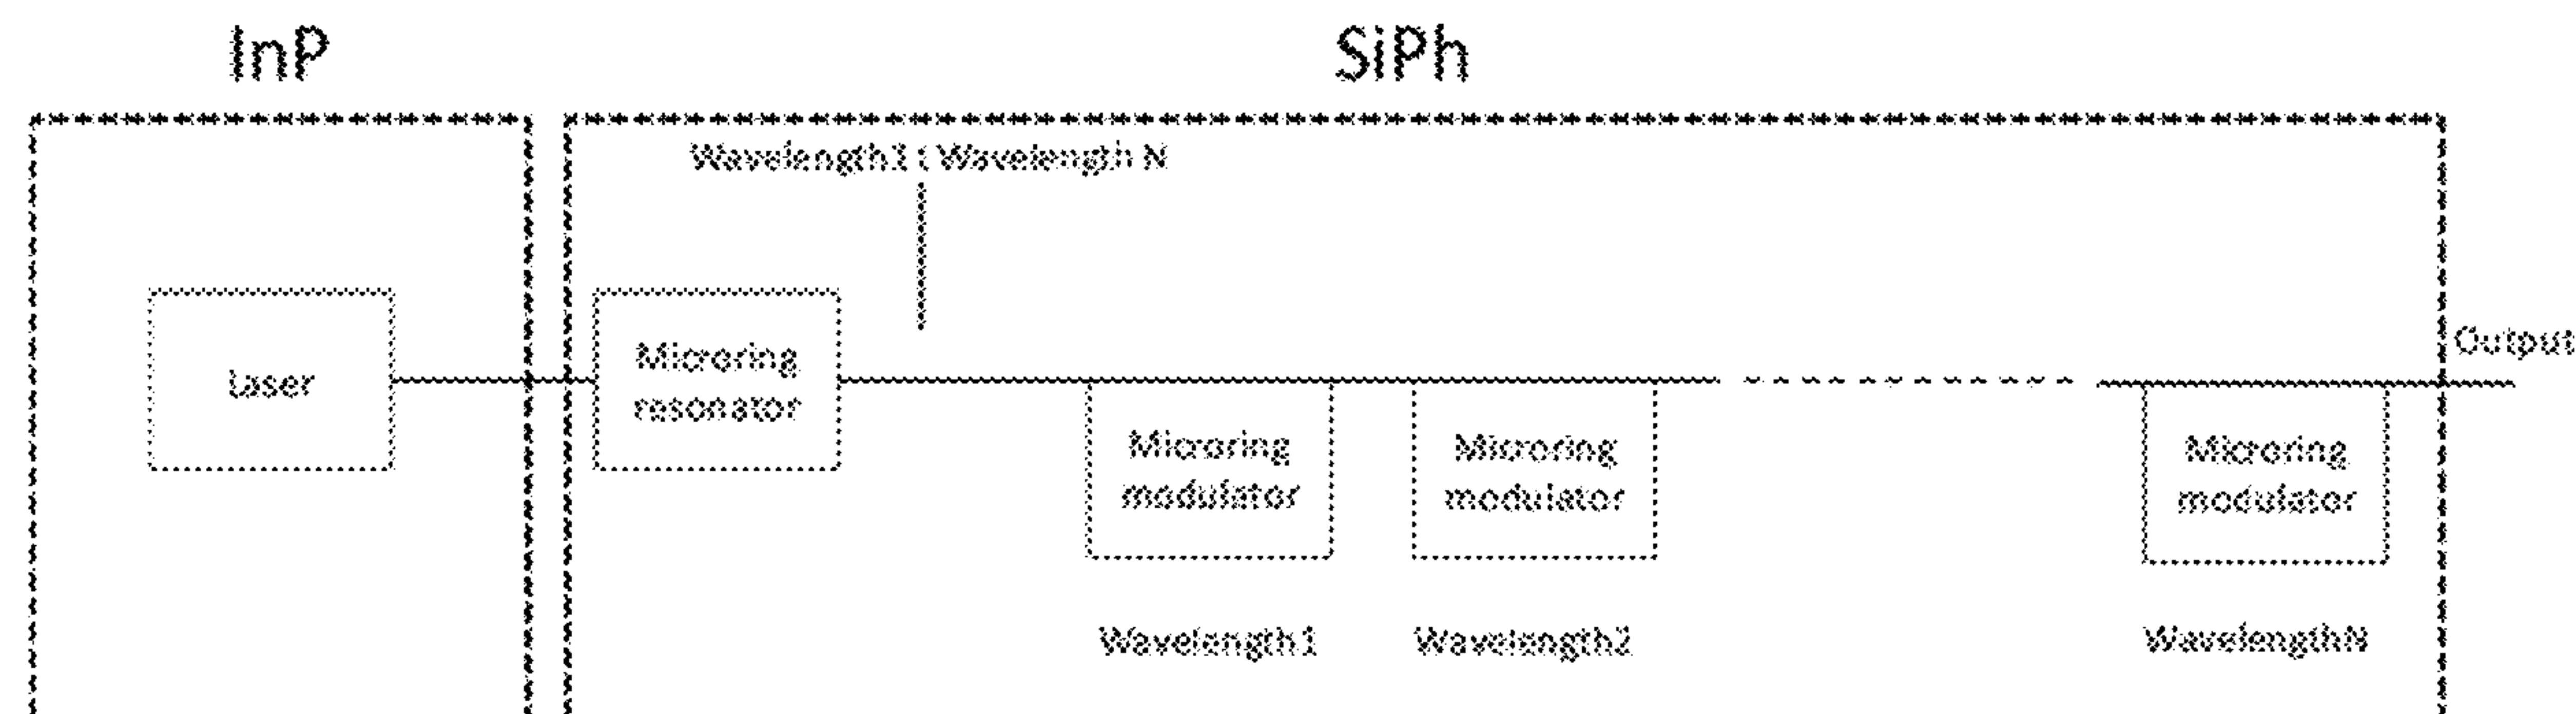 InP
SiPh
Wavelength1 : Wavelength N
Output
Laser
Microring
resonator
Microring
modulator
Microring
modulator
Microring
modulator
Wavelength1
Wavelength2
WavelengthN